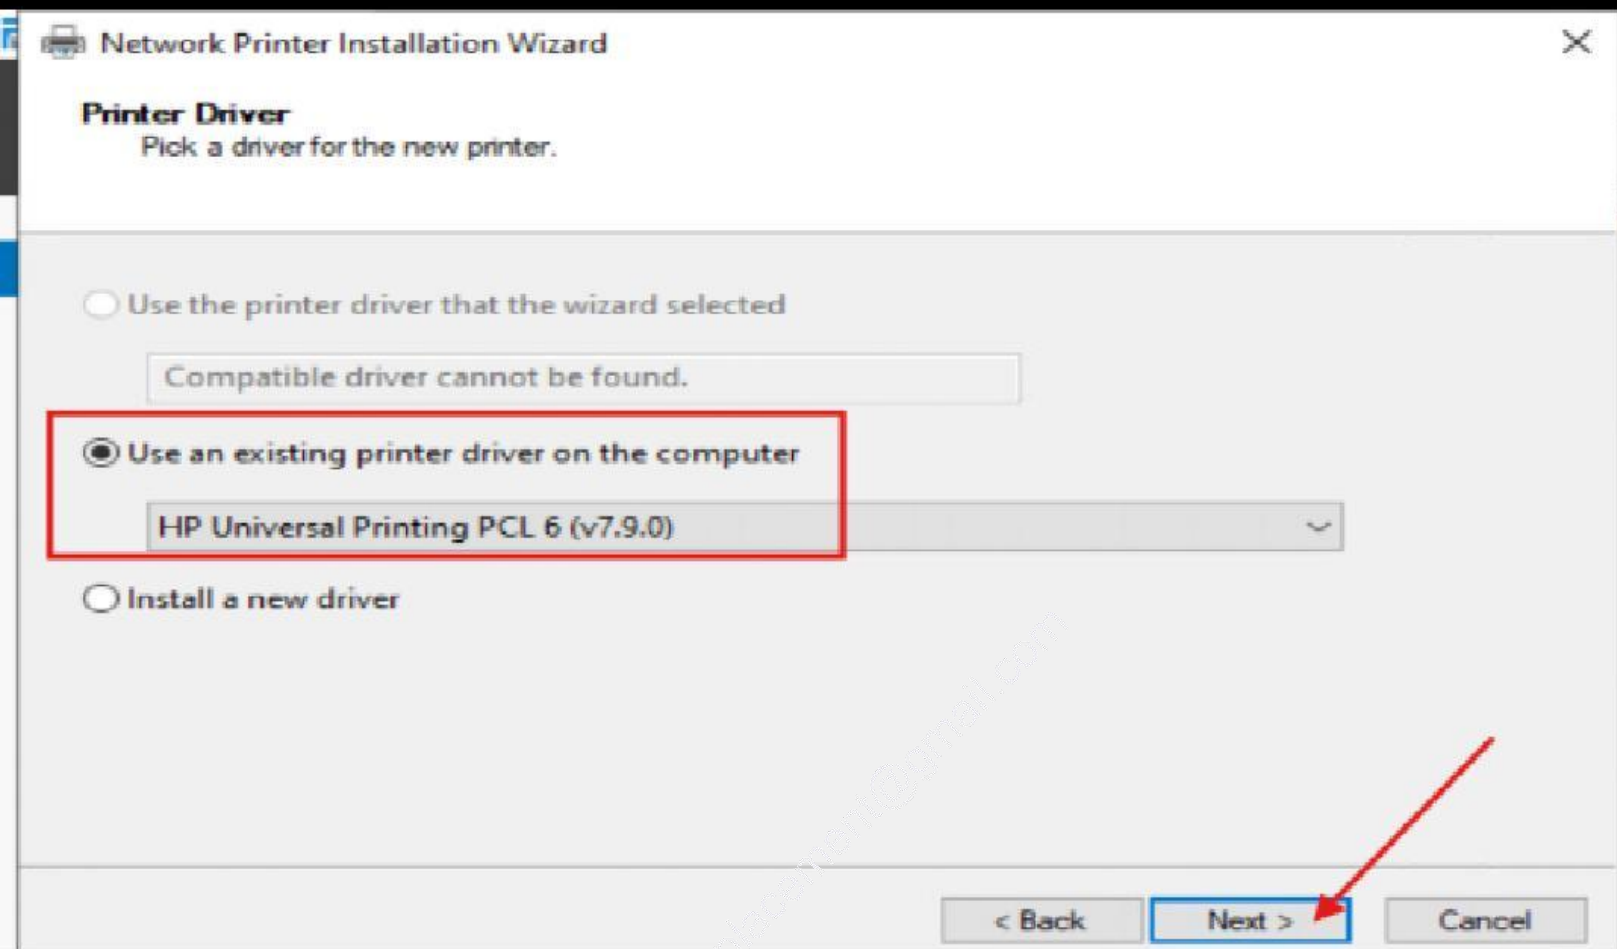 Network Printer Installation Wizard
Printer Driver
Pick a driver for the new printer.
Use the printer driver that the wizard selected
Compatible driver cannot be found.
Use an existing printer driver on the computer
HP Universal Printing PCL 6 (v7.9.0)
Install a new driver
< Back
Next >
Cancel